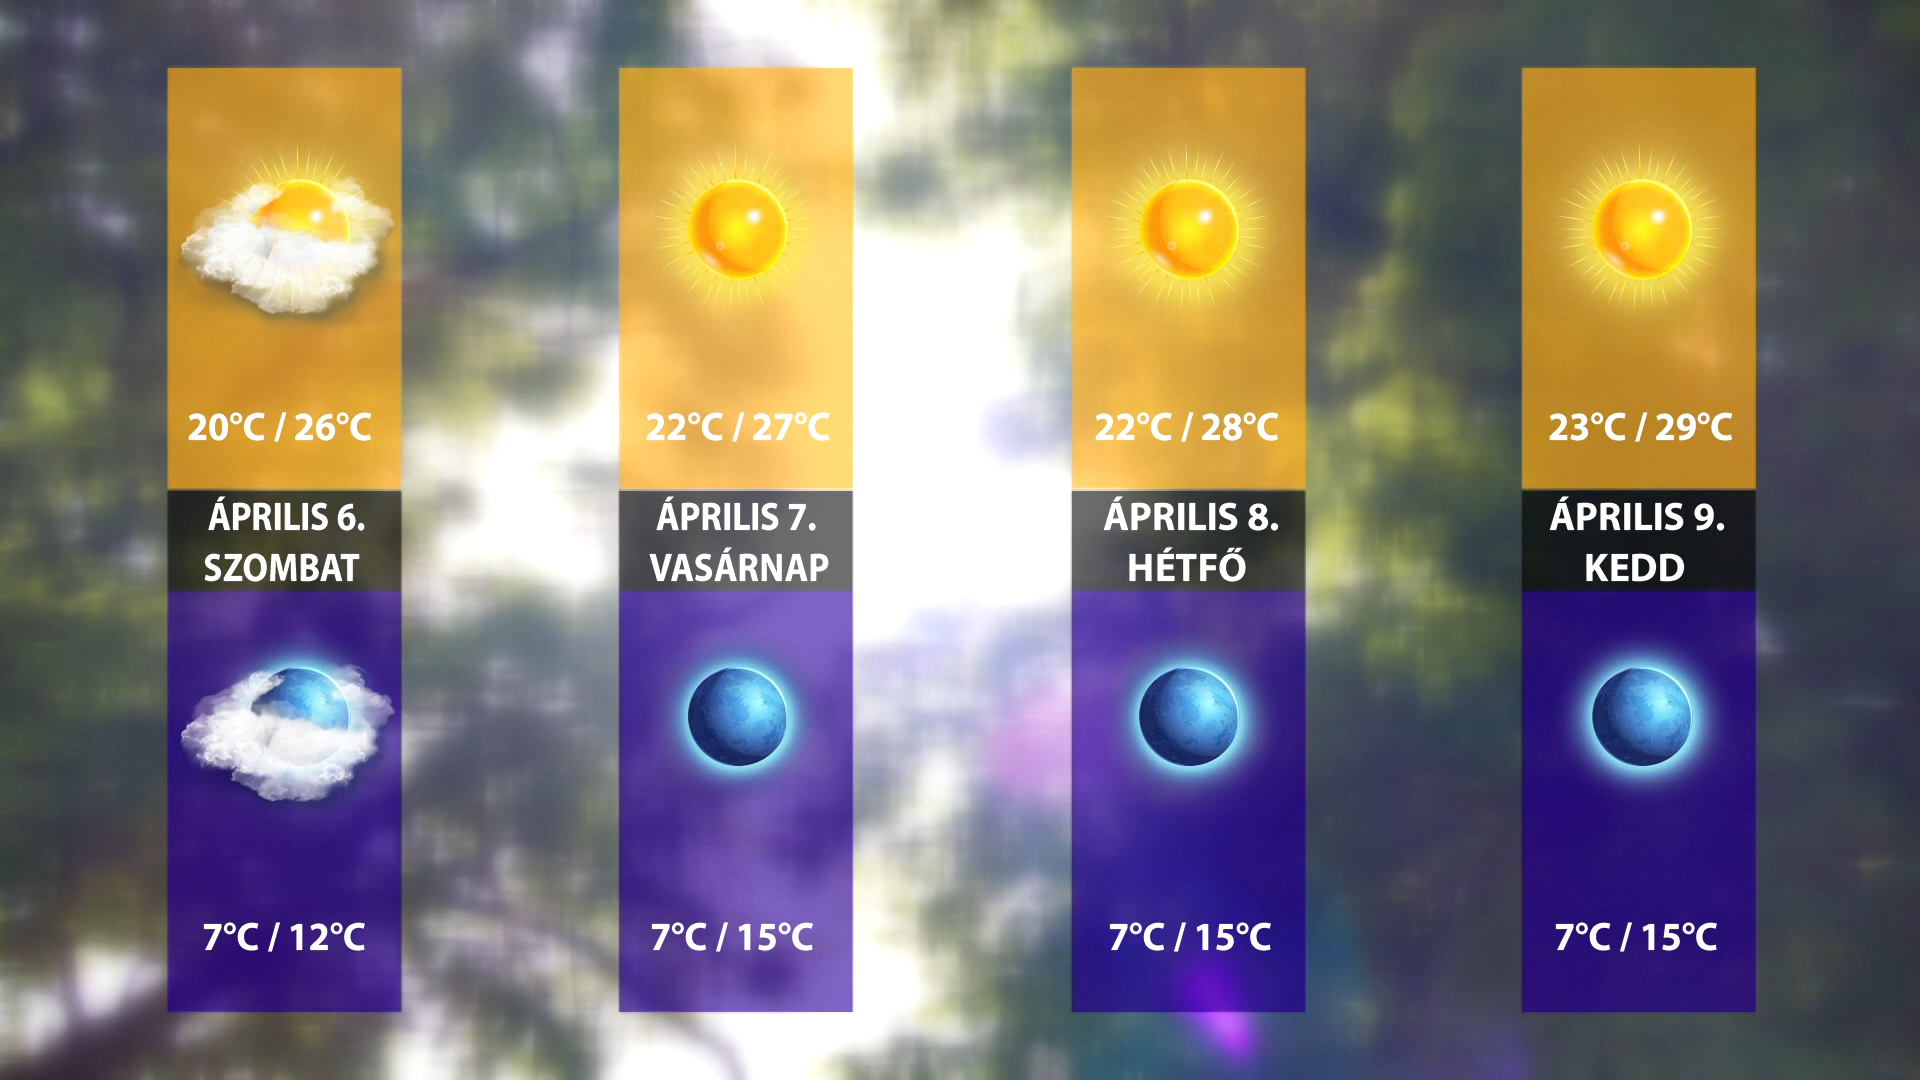 20°C / 26°C
ÁPRILIS 6.
SZOMBAT
7°C / 12°C
22°C / 27°C
ÁPRILIS 7.
VASÁRNAP
7°C / 15°C
22°C / 28°C
ÁPRILIS 8.
HÉTFŐ
7°C / 15°C
23°C / 29°C
ÁPRILIS 9.
KEDD
7°C / 15°C